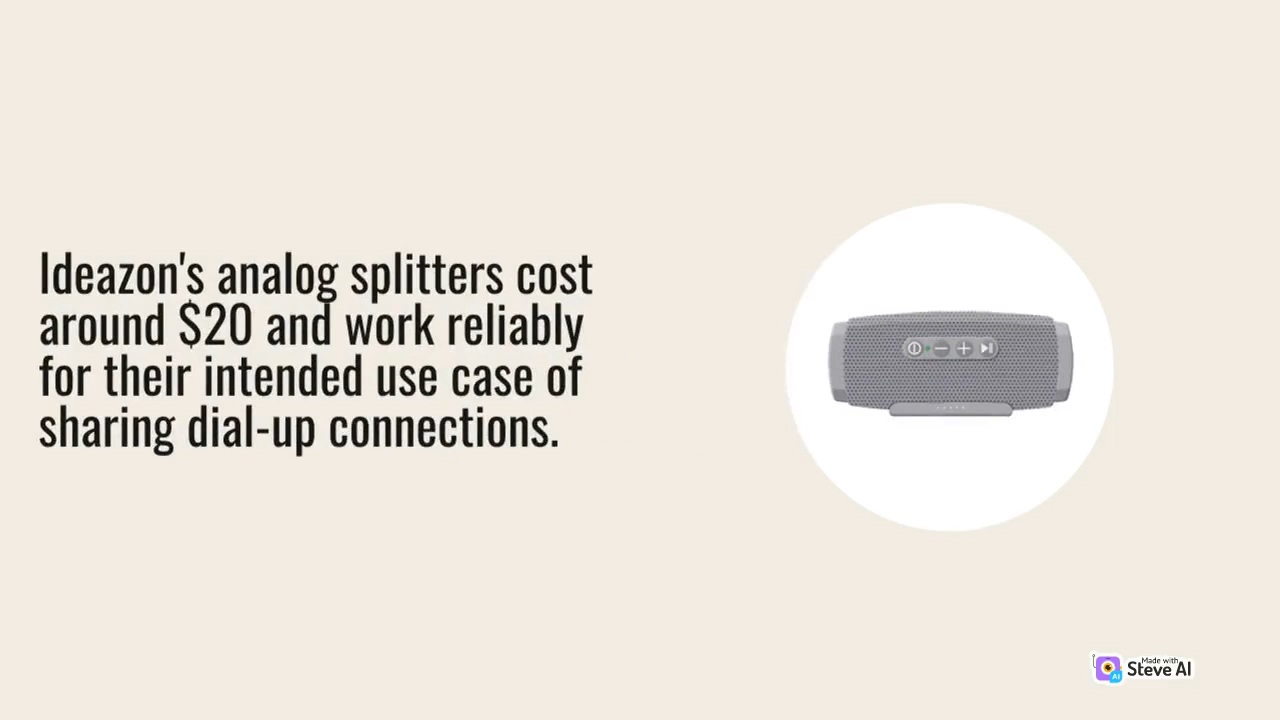 Ideazon's analog splitters cost
around $20 and work reliably
for their intended use case of
sharing dial-up connections.
Made with
Steve AI
AI